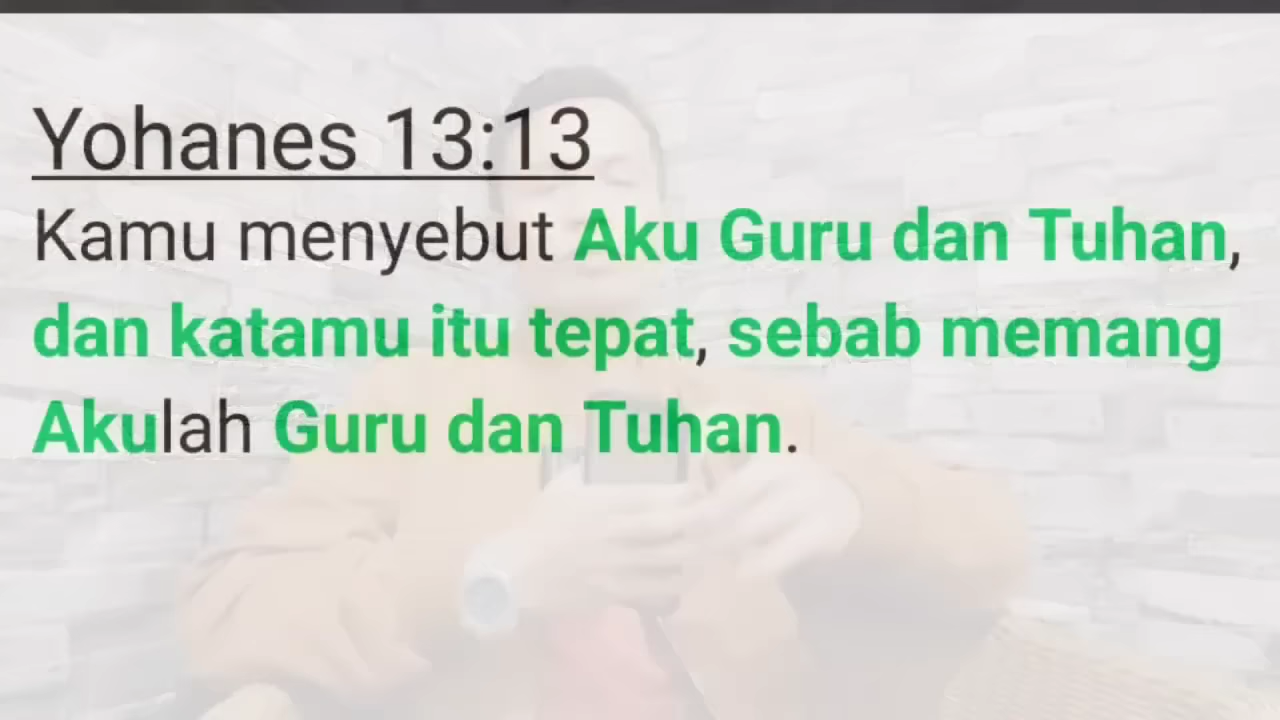 Yohanes 13:13
Kamu menyebut Aku Guru dan Tuhan,
dan katamu itu tepat, sebab memang
Akulah Guru dan Tuhan.